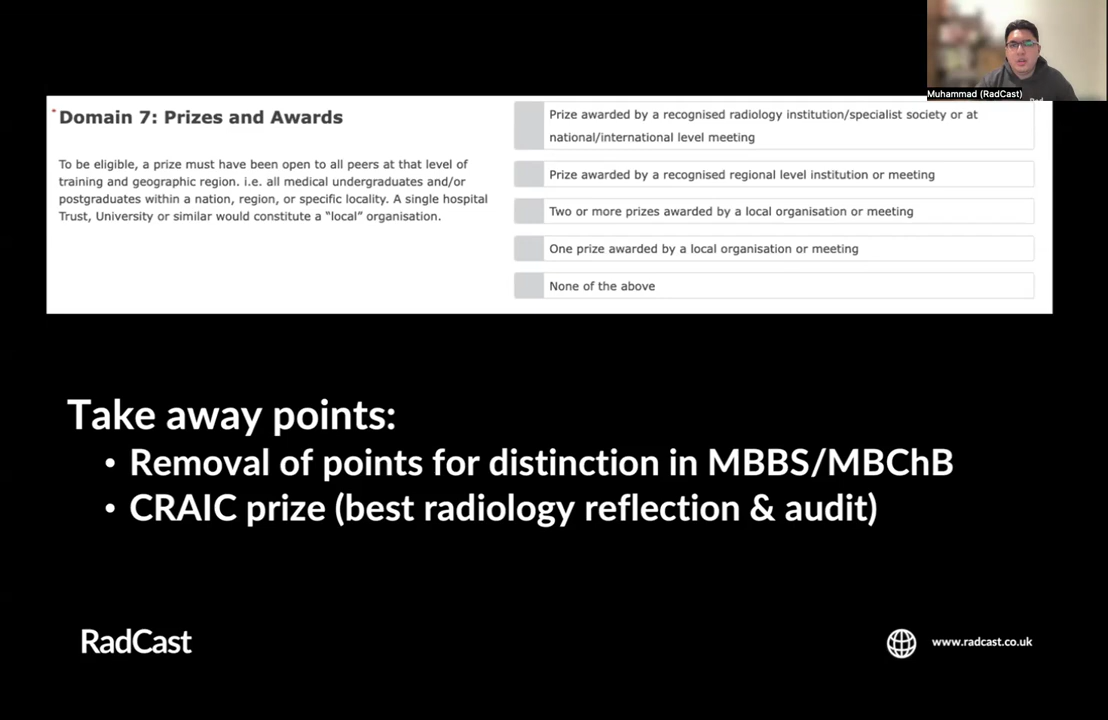 Muhammad (RadCast)
* Domain 7: Prizes and Awards
To be eligible, a prize must have been open to all peers at that level of
training and geographic region. i.e. all medical undergraduates and/or
postgraduates within a nation, region, or specific locality. A single hospital
Trust, University or similar would constitute a “local” organisation.
Prize awarded by a recognised radiology institution/specialist society or at
national/international level meeting
Prize awarded by a recognised regional level institution or meeting
Two or more prizes awarded by a local organisation or meeting
One prize awarded by a local organisation or meeting
None of the above
Take away points:
• Removal of points for distinction in MBBS/MBChB
• CRAIC prize (best radiology reflection & audit)
RadCast
www.radcast.co.uk